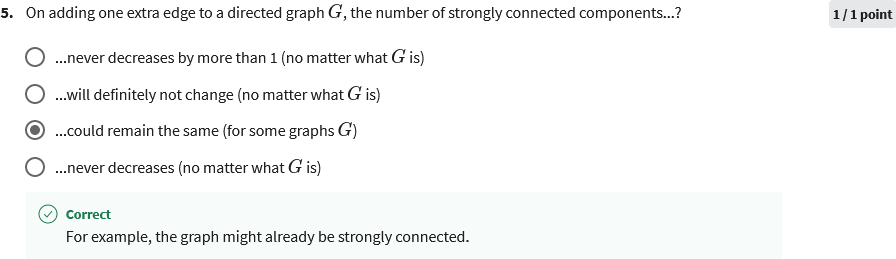 5. On adding one extra edge to a directed graph G, the number of strongly connected components...?
1 / 1 point
...never decreases by more than 1 (no matter what G is)
...will definitely not change (no matter what G is)
...could remain the same (for some graphs G)
...never decreases (no matter what G is)
Correct
For example, the graph might already be strongly connected.